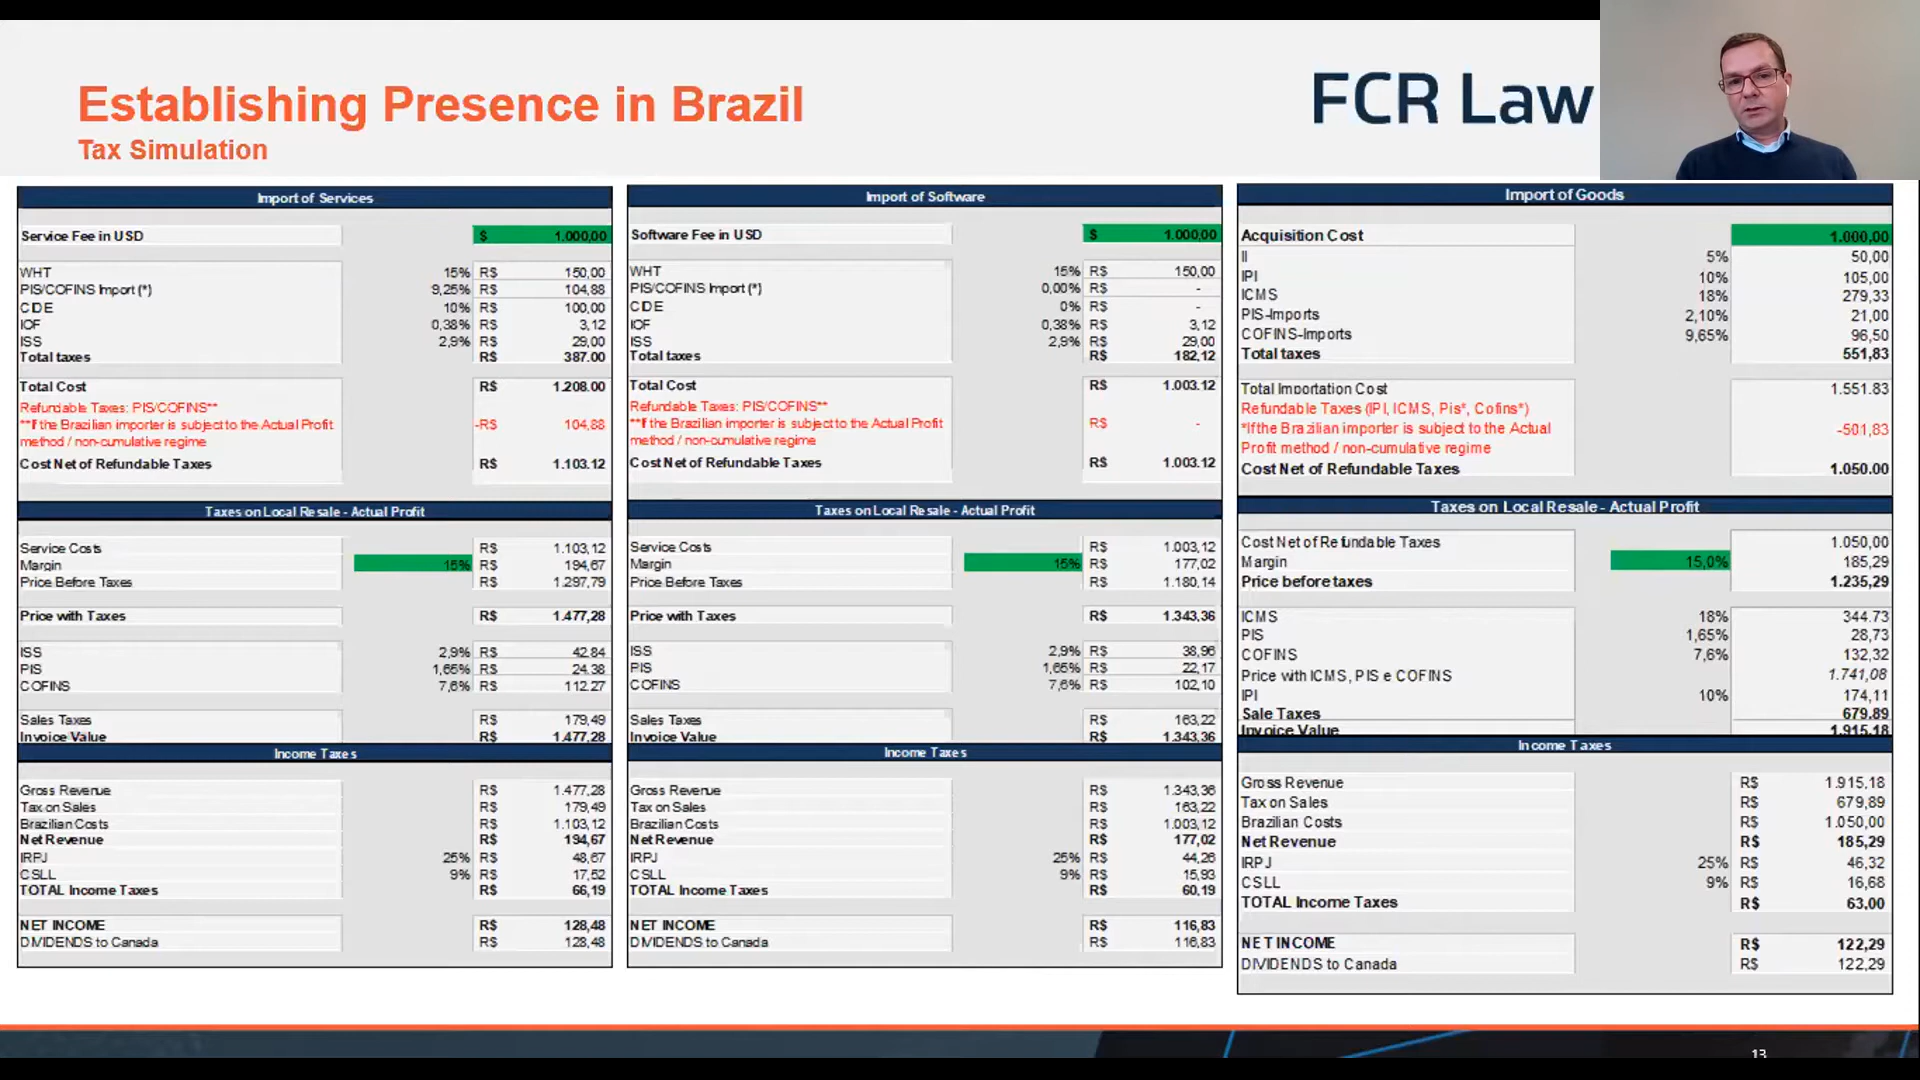 Establishing Presence in Brazil
Tax Simulation
FCR Law
Import of Services
Service Fee in USD $ 1.000,00
WHT 15% R$ 150,00
PIS/COFINS Import (*) 9,25% R$ 104,88
CIDE 10% R$ 100,00
IOF 0,38% R$ 3,12
ISS 2,9% R$ 29,00
Total taxes R$ 387.00
Total Cost R$ 1.208.00
Refundable Taxes: PIS/COFINS**
**If the Brazilian importer is subject to the Actual Profit -R$ 104,88
method / non-cumulative regime
Cost Net of Refundable Taxes R$ 1.103.12
Taxes on Local Resale - Actual Profit
Service Costs R$ 1.103,12
Margin 15% R$ 194,67
Price Before Taxes R$ 1.297,79
Price with Taxes R$ 1.477,28
ISS 2,9% R$ 42,84
PIS 1,65% R$ 24,38
COFINS 7,6% R$ 112,27
Sales Taxes R$ 179,49
Invoice Value R$ 1.477,28
Income Taxes
Gross Revenue R$ 1.477,28
Tax on Sales R$ 179,49
Brazilian Costs R$ 1.103,12
Net Revenue R$ 194,67
IRPJ 25% R$ 48,67
CSLL 9% R$ 17,52
TOTAL Income Taxes R$ 66,19
NET INCOME R$ 128,48
DIVIDENDS to Canada R$ 128,48
Import of Software
Software Fee in USD $ 1.000,00
WHT 15% R$ 150,00
PIS/COFINS Import (*) 0,00% R$ -
CIDE 0% R$ -
IOF 0,38% R$ 3,12
ISS 2,9% R$ 29,00
Total taxes R$ 182,12
Total Cost R$ 1.003.12
Refundable Taxes: PIS/COFINS**
**If the Brazilian importer is subject to the Actual Profit R$ -
method / non-cumulative regime
Cost Net of Refundable Taxes R$ 1.003.12
Taxes on Local Resale - Actual Profit
Service Costs R$ 1.003,12
Margin 15% R$ 177,02
Price Before Taxes R$ 1.180,14
Price with Taxes R$ 1.343,36
ISS 2,9% R$ 38,96
PIS 1,65% R$ 22,17
COFINS 7,6% R$ 102,10
Sales Taxes R$ 163,22
Invoice Value R$ 1.343,36
Income Taxes
Gross Revenue R$ 1.343,36
Tax on Sales R$ 163,22
Brazilian Costs R$ 1.003,12
Net Revenue R$ 177,02
IRPJ 25% R$ 44,26
CSLL 9% R$ 15,93
TOTAL Income Taxes R$ 60,19
NET INCOME R$ 116,83
DIVIDENDS to Canada R$ 116,83
Import of Goods
Acquisition Cost 1.000,00
II 5% 50,00
IPI 10% 105,00
ICMS 18% 279,33
PIS-Imports 2,10% 21,00
COFINS-Imports 9,65% 96,50
Total taxes 551,83
Total Importation Cost 1.551.83
Refundable Taxes (IPI, ICMS, Pis*, Cofins*)
*If the Brazilian importer is subject to the Actual -501,83
Profit method / non-cumulative regime
Cost Net of Refundable Taxes 1.050.00
Taxes on Local Resale - Actual Profit
Cost Net of Refundable Taxes 1.050,00
Margin 15,0% 185,29
Price before taxes 1.235,29
ICMS 18% 344.73
PIS 1,65% 28,73
COFINS 7,6% 132,32
Price with ICMS, PIS e COFINS 1.741,08
IPI 10% 174,11
Sale Taxes 679.89
Invoice Value 1.915,18
Income Taxes
Gross Revenue R$ 1.915,18
Tax on Sales R$ 679,89
Brazilian Costs R$ 1.050,00
Net Revenue R$ 185,29
IRPJ 25% R$ 46,32
CSLL 9% R$ 16,68
TOTAL Income Taxes R$ 63,00
NET INCOME R$ 122,29
DIVIDENDS to Canada R$ 122,29
13